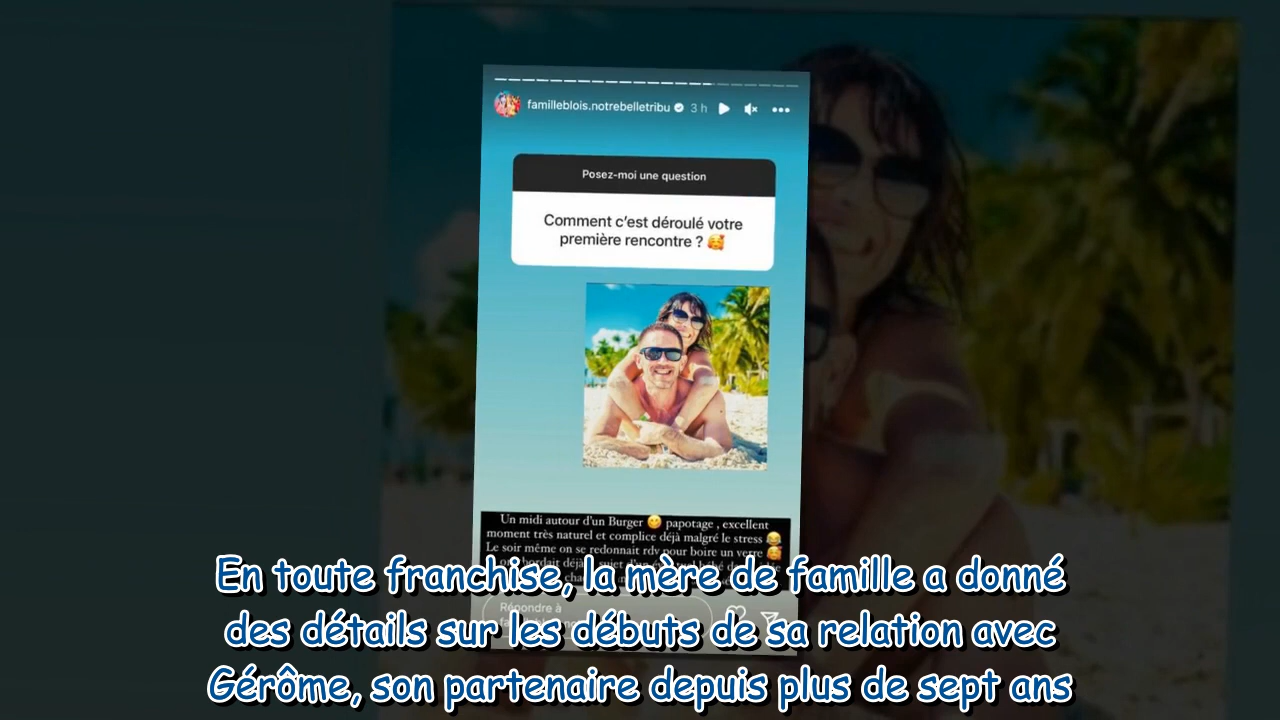 familleblois.notrebelletribu 3 h
Posez-moi une question
Comment c'est déroulé votre
première rencontre ? 🥰
Un midi autour d'un Burger 😋 papotage , excellent
moment très naturel et complice déjà malgré le stress 😂
Le soir même on se redonnait rdv pour boire un verre 🥰
Répondre à
En toute franchise, la mère de famille a donné
des détails sur les débuts de sa relation avec
Gérôme, son partenaire depuis plus de sept ans